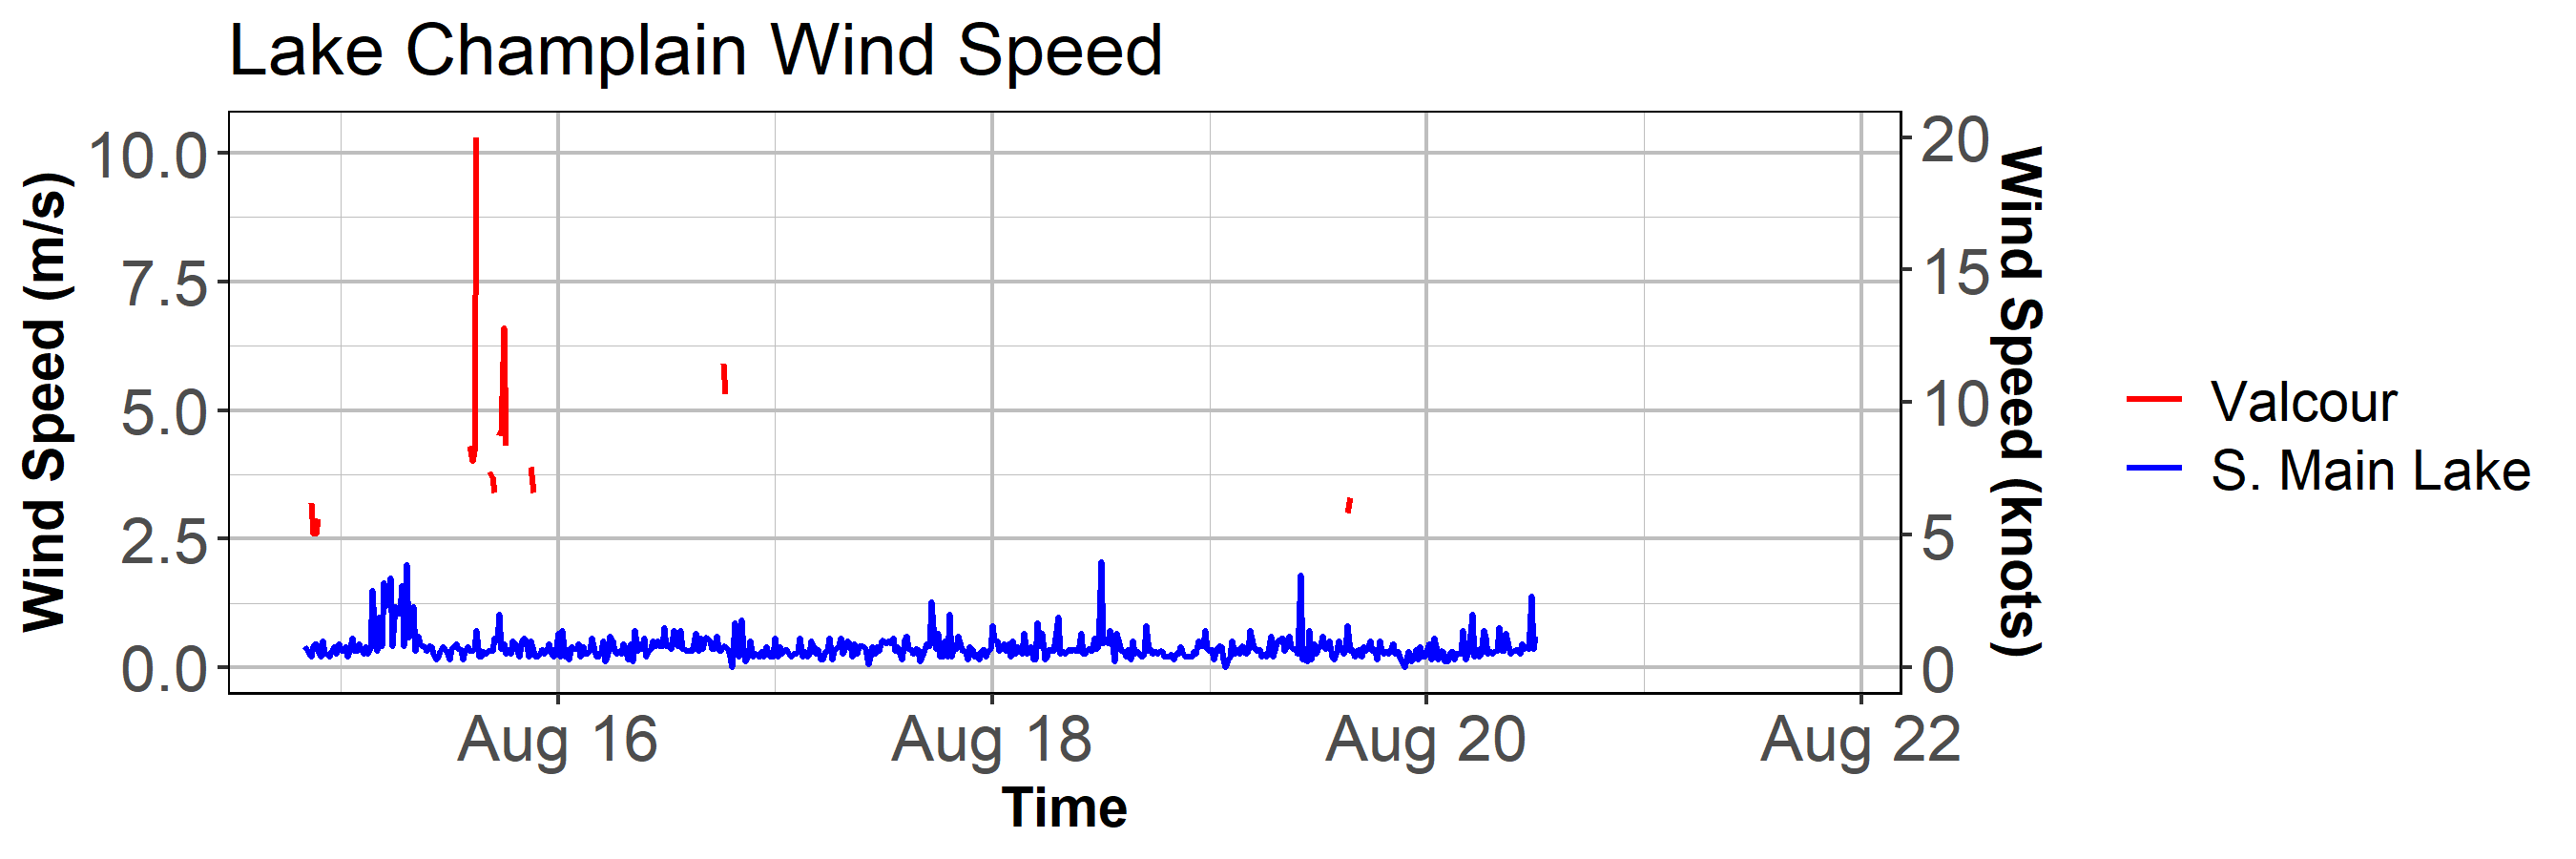 Lake Champlain Wind Speed
Wind Speed (m/s)
10.0
7.5
5.0
2.5
0.0
20
15
10
5
0
Wind Speed (knots)
Aug 16
Aug 18
Aug 20
Aug 22
Time
Valcour
S. Main Lake